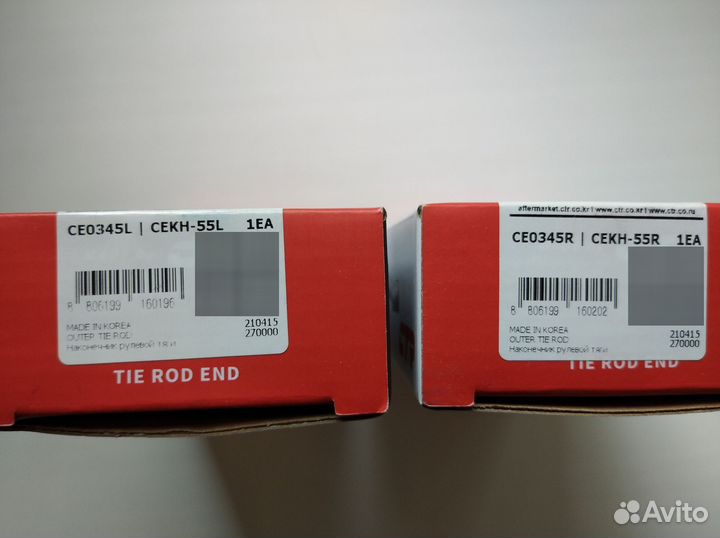 CE0345L | CEKH-55L 1EA
8 806199 160196
MADE IN KOREA 210415
OUTER TIE ROD 270000
Наконечник рулевой тяги
TIE ROD END
aftermarket.ctr.co.kr | www.ctr.co.kr | www.ctr.co.ru
CE0345R | CEKH-55R 1EA
8 806199 160202
MADE IN KOREA 210415
OUTER TIE ROD 270000
Наконечник рулевой тяги
TIE ROD END
Avito